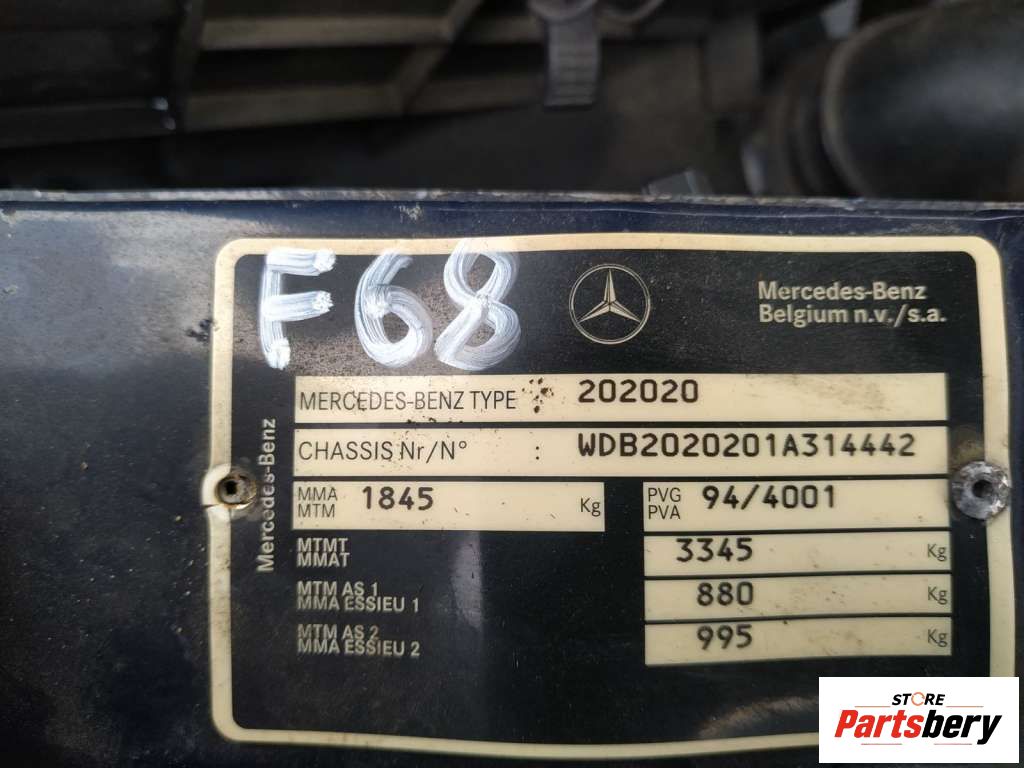 F68
Mercedes-Benz
Belgium n.v./s.a.
MERCEDES-BENZ TYPE : 202020
CHASSIS Nr/N° : WDB2020201A314442
MMA
MTM 1845 Kg
PVG
PVA 94/4001
MTMT
MMAT 3345 Kg
MTM AS 1
MMA ESSIEU 1 880 Kg
MTM AS 2
MMA ESSIEU 2 995 Kg
Mercedes-Benz
STORE
Partsbery